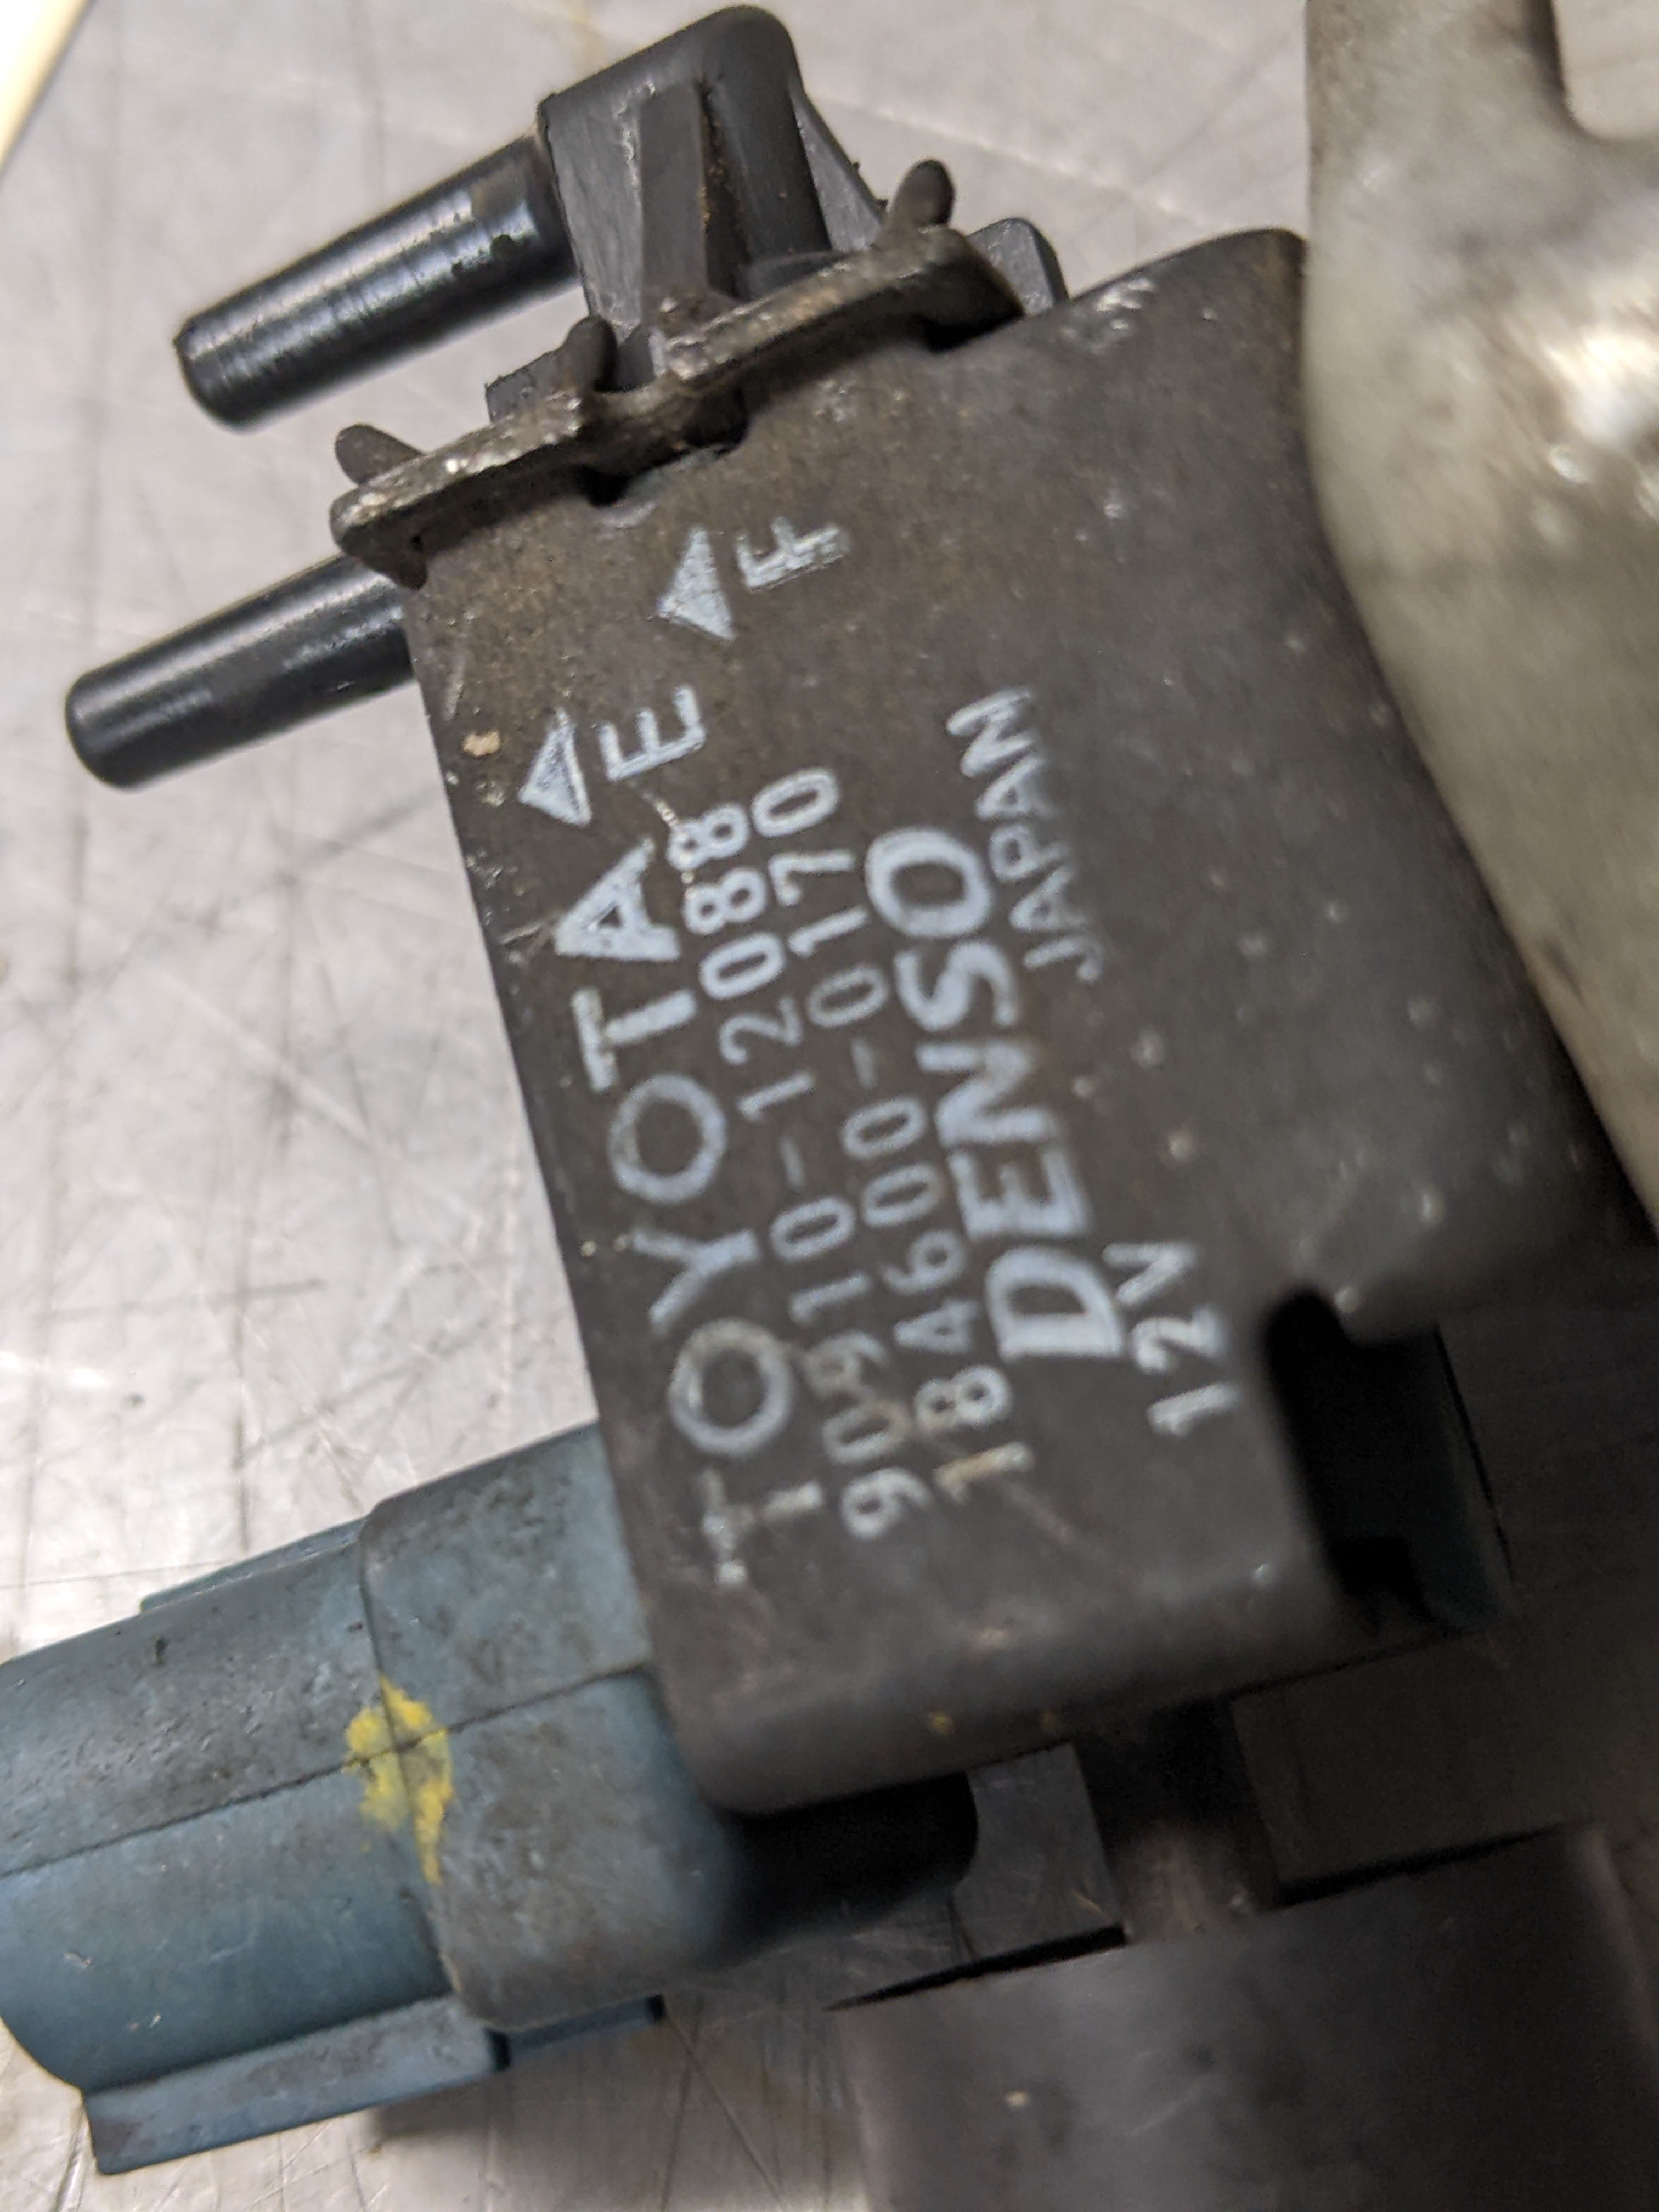 TOYOTA
90910-12088
184600-0170
DENSO
12V JAPAN
E
F